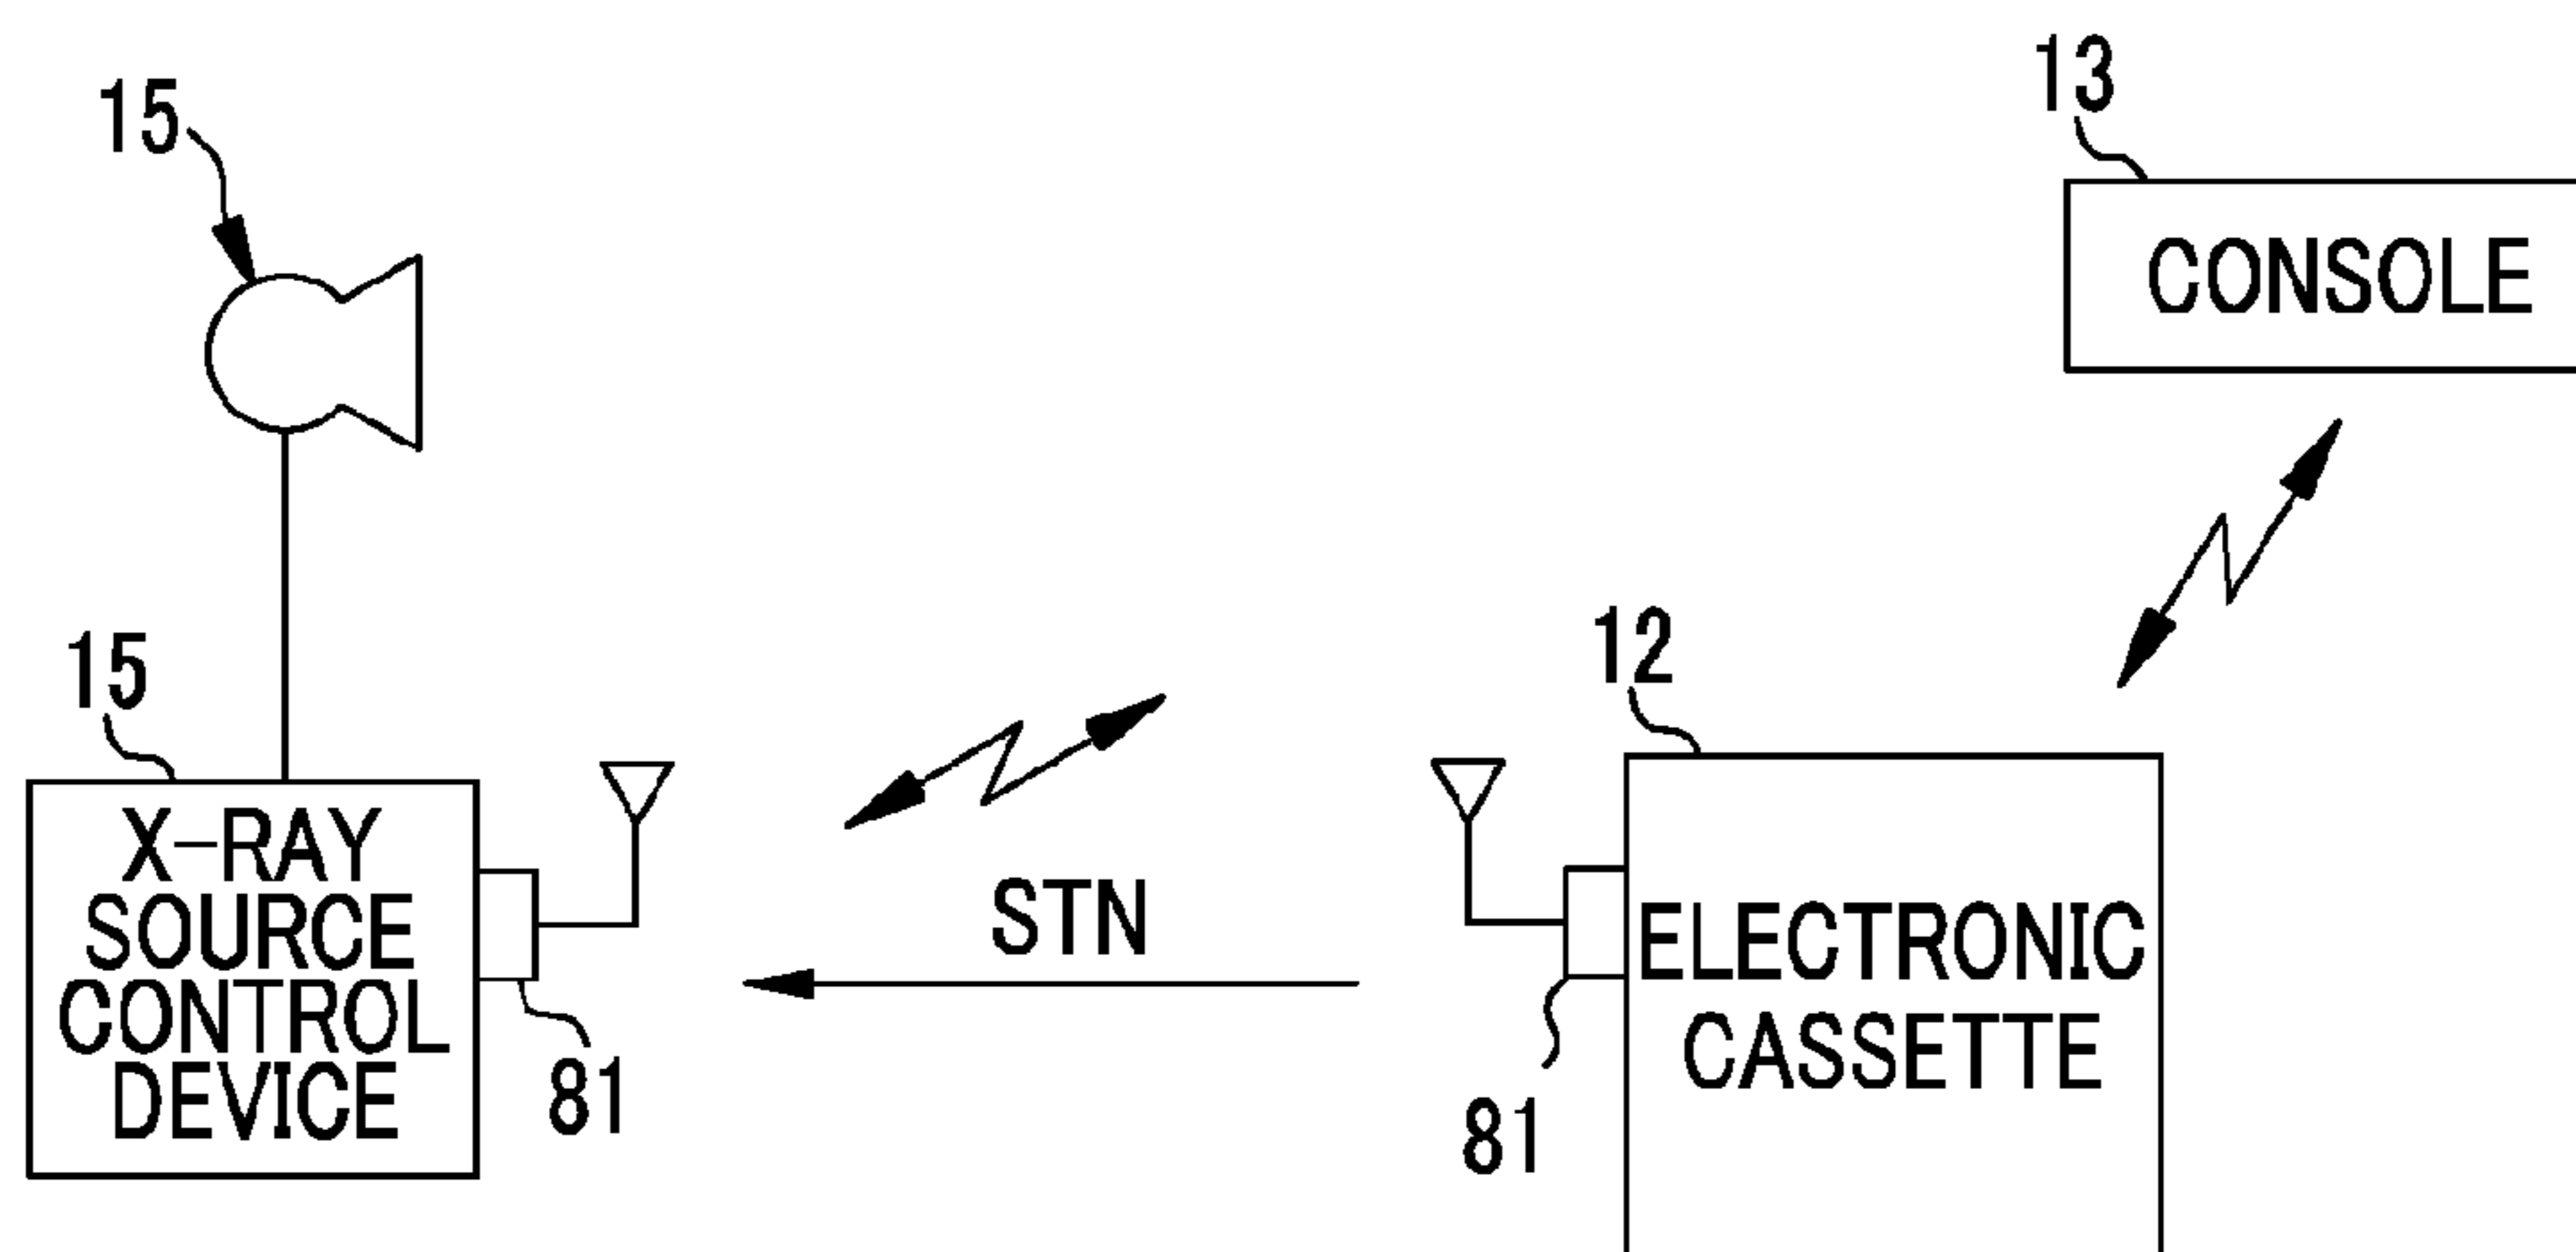 15
13
CONSOLE
15
12
X-RAY
SOURCE
CONTROL
DEVICE
81
STN
ELECTRONIC
CASSETTE
81